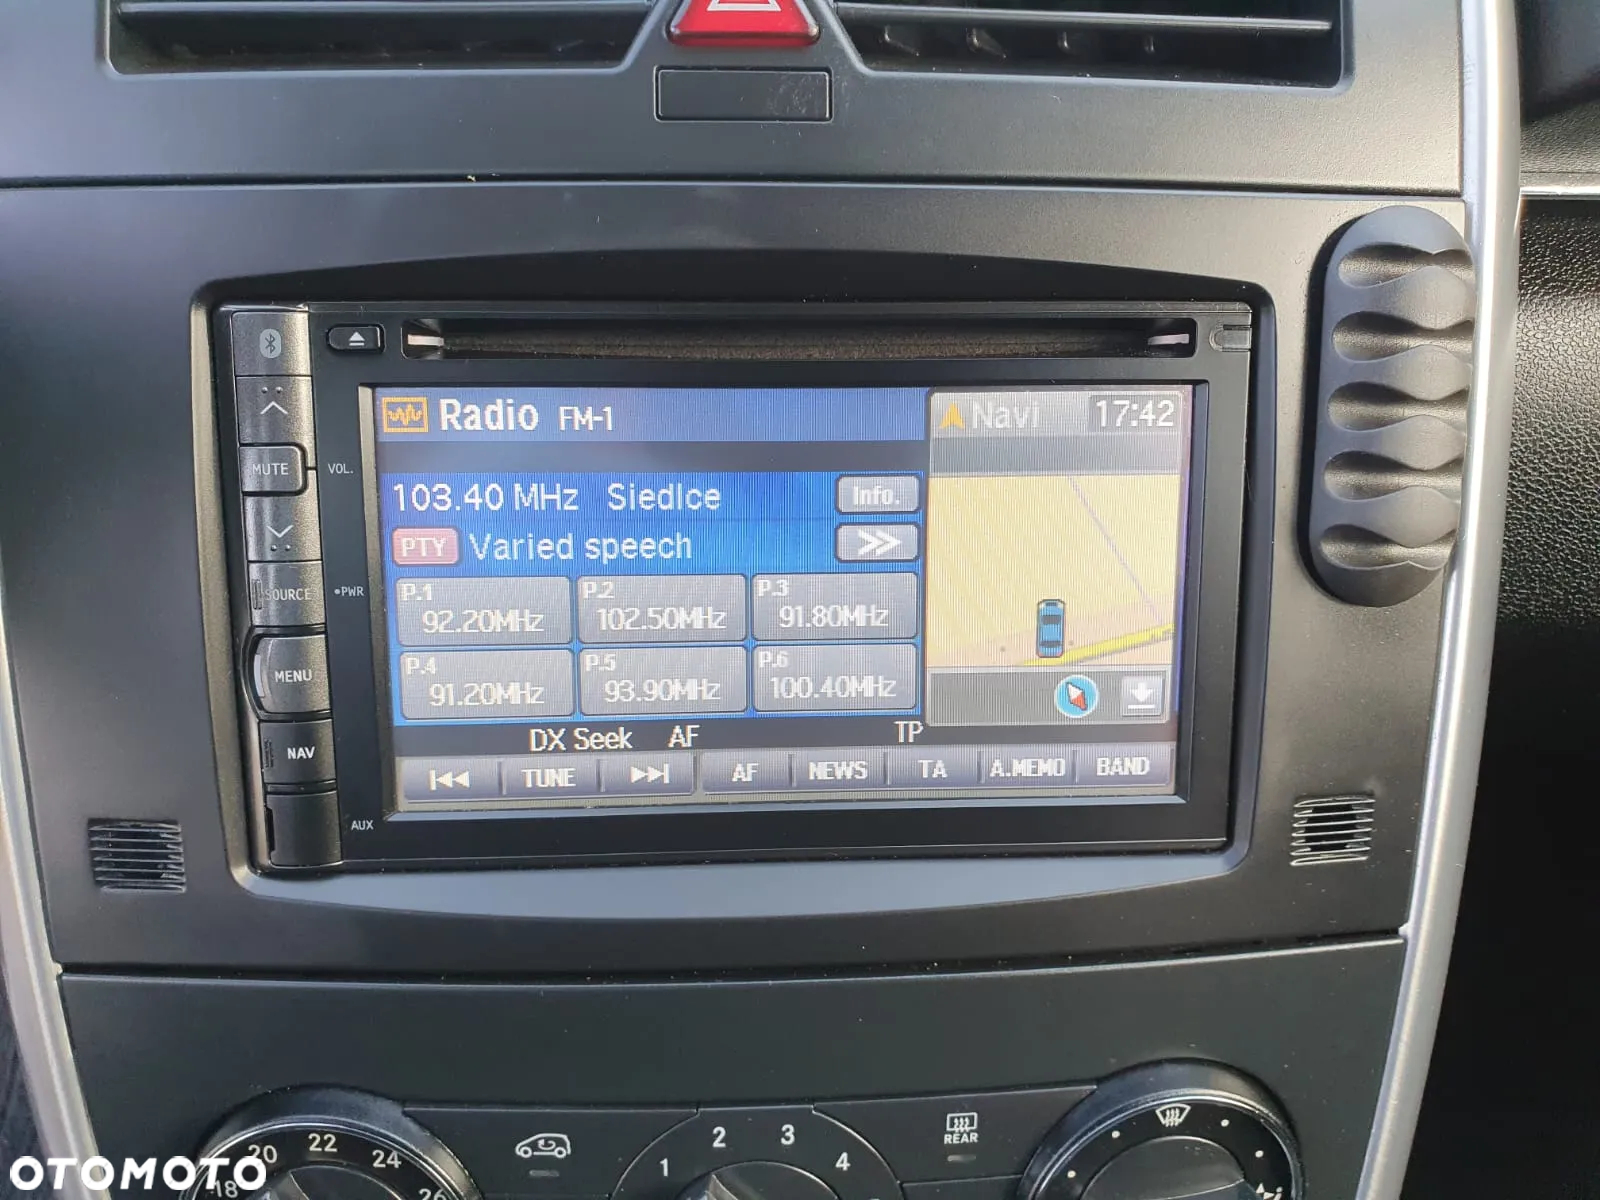 Radio FM-1
Navi 17:42
103.40 MHz Siedlce
Info.
PTY Varied speech
P.1
92.20MHz
P.2
102.50MHz
P.3
91.80MHz
P.4
91.20MHz
P.5
93.90MHz
P.6
100.40MHz
DX Seek AF TP
TUNE AF NEWS TA A.MEMO BAND
MUTE
VOL.
SOURCE
•PWR
MENU
NAV
AUX
18 20 22 24 26
1 2 3 4
REAR
OTOMOTO